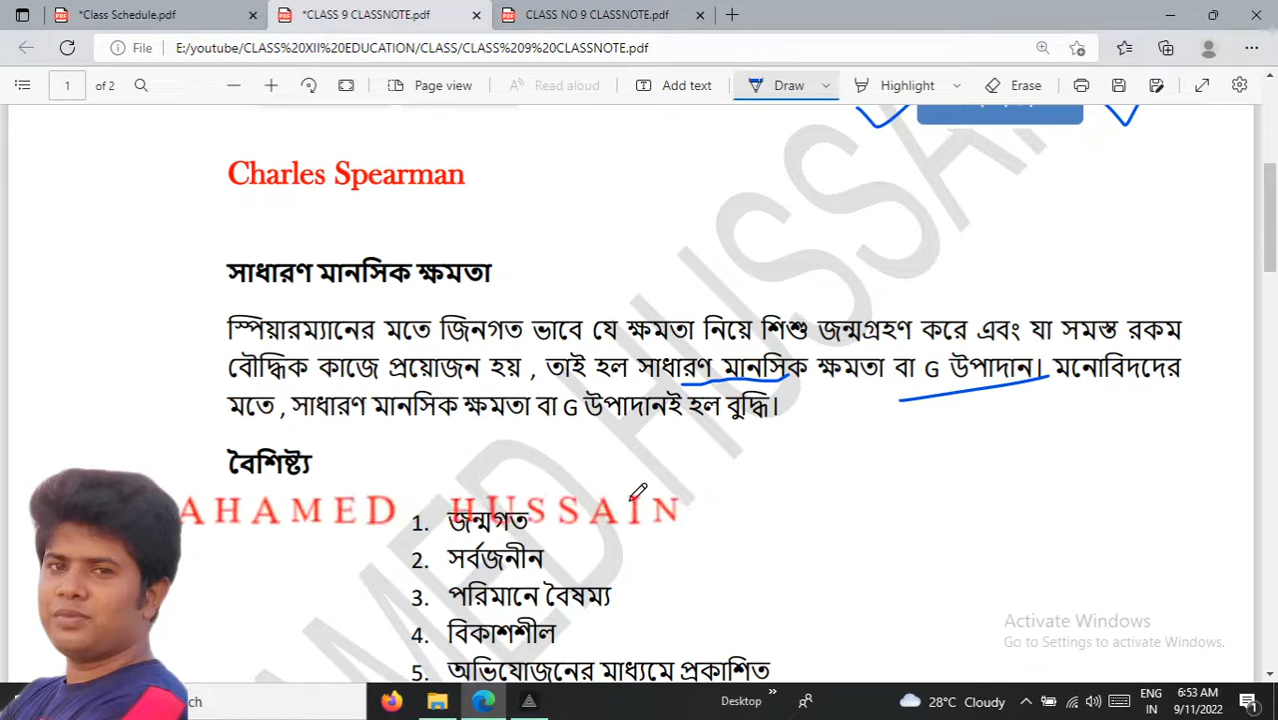 *Class Schedule.pdf
*CLASS 9 CLASSNOTE.pdf
CLASS NO 9 CLASSNOTE.pdf
File
E:/youtube/CLASS%20XII%20EDUCATION/CLASS/CLASS%209%20CLASSNOTE.pdf
1 of 2
Page view
Read aloud
Add text
Draw
Highlight
Erase
Charles Spearman
সাধারণ মানসিক ক্ষমতা
স্পিয়ারম্যানের মতে জিনগত ভাবে যে ক্ষমতা নিয়ে শিশু জন্মগ্রহণ করে এবং যা সমস্ত রকম
বৌদ্ধিক কাজে প্রয়োজন হয় , তাই হল সাধারণ মানসিক ক্ষমতা বা G উপাদান। মনোবিদদের
মতে , সাধারণ মানসিক ক্ষমতা বা G উপাদানই হল বুদ্ধি।
বৈশিষ্ট্য
AHAMED HUSSAIN
1. জন্মগত
2. সর্বজনীন
3. পরিমানে বৈষম্য
4. বিকাশশীল
5. অভিযোজনের মাধ্যমে প্রকাশিত
AMED HUSSAI
Activate Windows
Go to Settings to activate Windows.
rch
Desktop
28°C Cloudy
ENG
IN
6:53 AM
9/11/2022